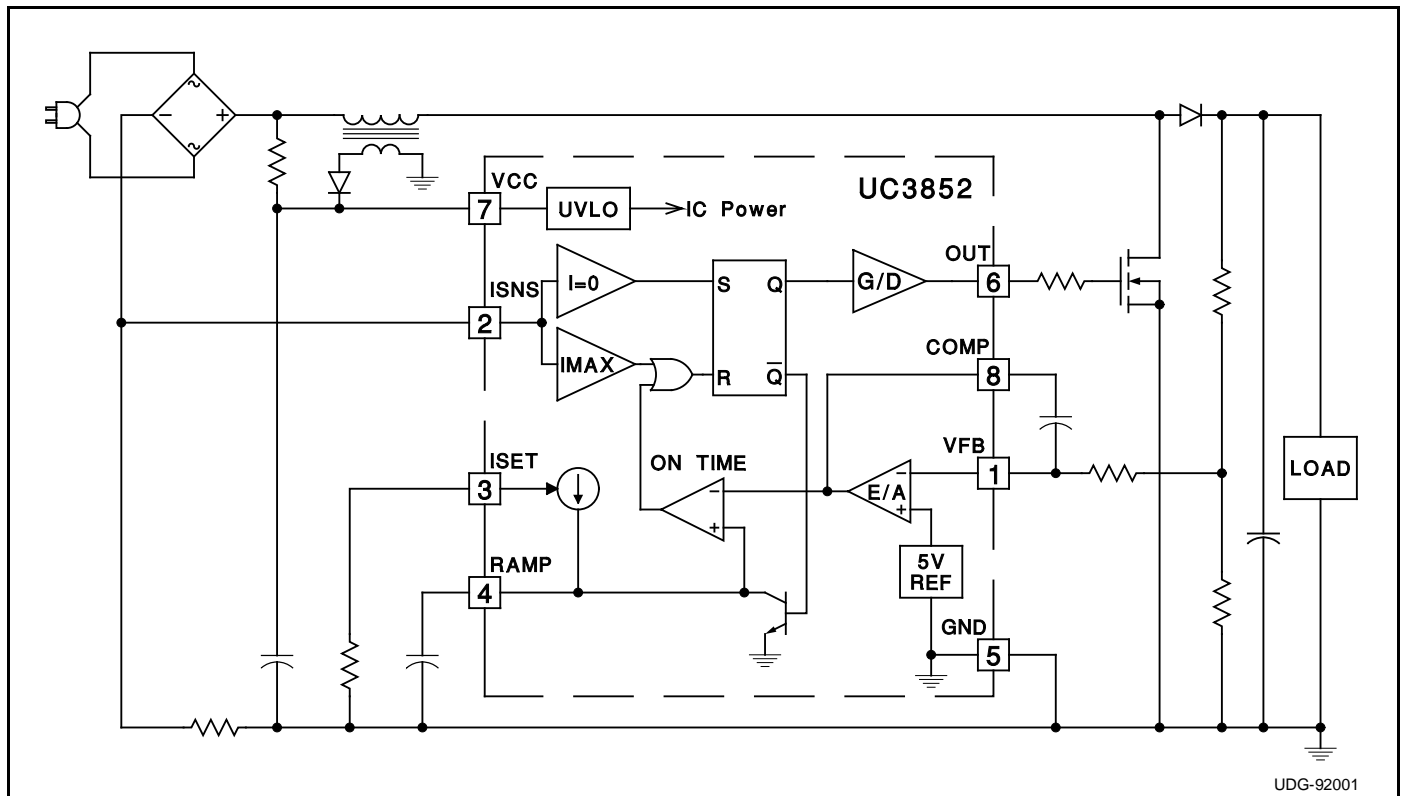 ~
−
+
~
VCC
UC3852
7
UVLO
IC Power
OUT
ISNS
I=0
S
Q
G/D
6
2
COMP
IMAX
R
Q̅
8
VFB
ISET
ON TIME
3
−
−
E/A
1
LOAD
+
+
RAMP
5V
REF
4
GND
5
UDG-92001